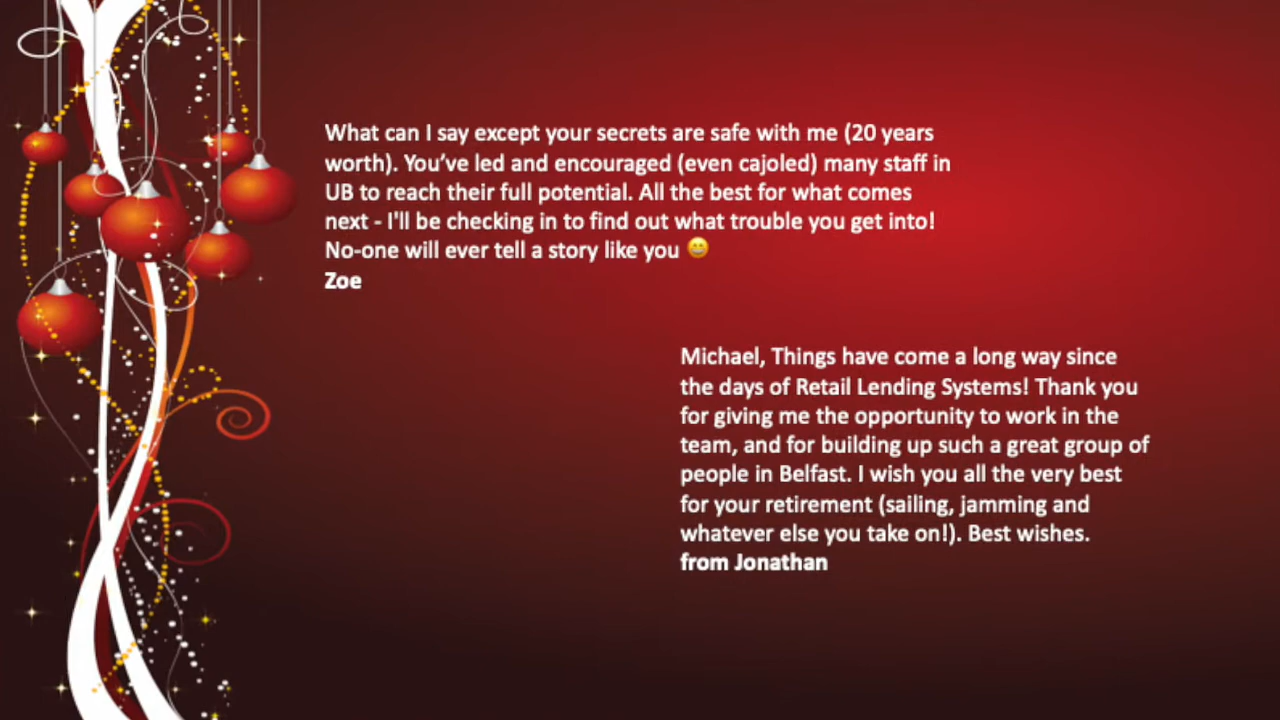 What can I say except your secrets are safe with me (20 years
worth). You’ve led and encouraged (even cajoled) many staff in
UB to reach their full potential. All the best for what comes
next - I'll be checking in to find out what trouble you get into!
No-one will ever tell a story like you 😄
Zoe
Michael, Things have come a long way since
the days of Retail Lending Systems! Thank you
for giving me the opportunity to work in the
team, and for building up such a great group of
people in Belfast. I wish you all the very best
for your retirement (sailing, jamming and
whatever else you take on!). Best wishes.
from Jonathan